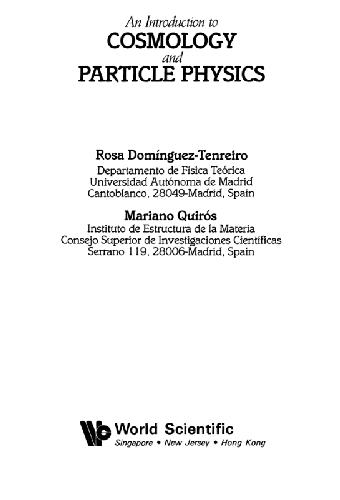 An Introduction to
COSMOLOGY
and
PARTICLE PHYSICS
Rosa Domínguez-Tenreiro
Departamento de Física Teórica
Universidad Autónoma de Madrid
Cantoblanco, 28049-Madrid, Spain
Mariano Quirós
Instituto de Estructura de la Materia
Consejo Superior de Investigaciones Científicas
Serrano 119, 28006-Madrid, Spain
World Scientific
Singapore • New Jersey • Hong Kong